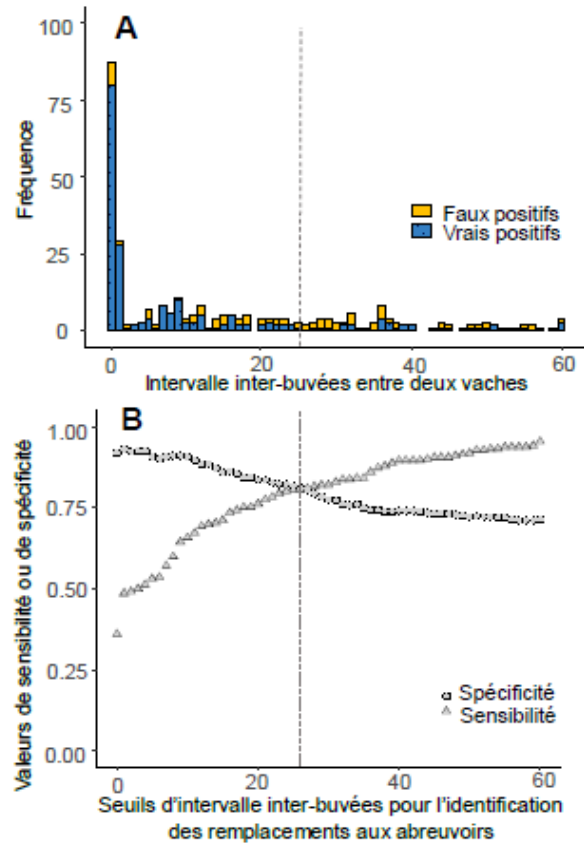 A
100
75
50
25
0
Fréquence
Faux positifs
Vrais positifs
0 20 40 60
Intervalle inter-buvées entre deux vaches
B
1.00
0.75
0.50
0.25
0.00
Valeurs de sensibilité ou de spécificité
Spécificité
Sensibilité
0 20 40 60
Seuils d'intervalle inter-buvées pour l'identification
des remplacements aux abreuvoirs